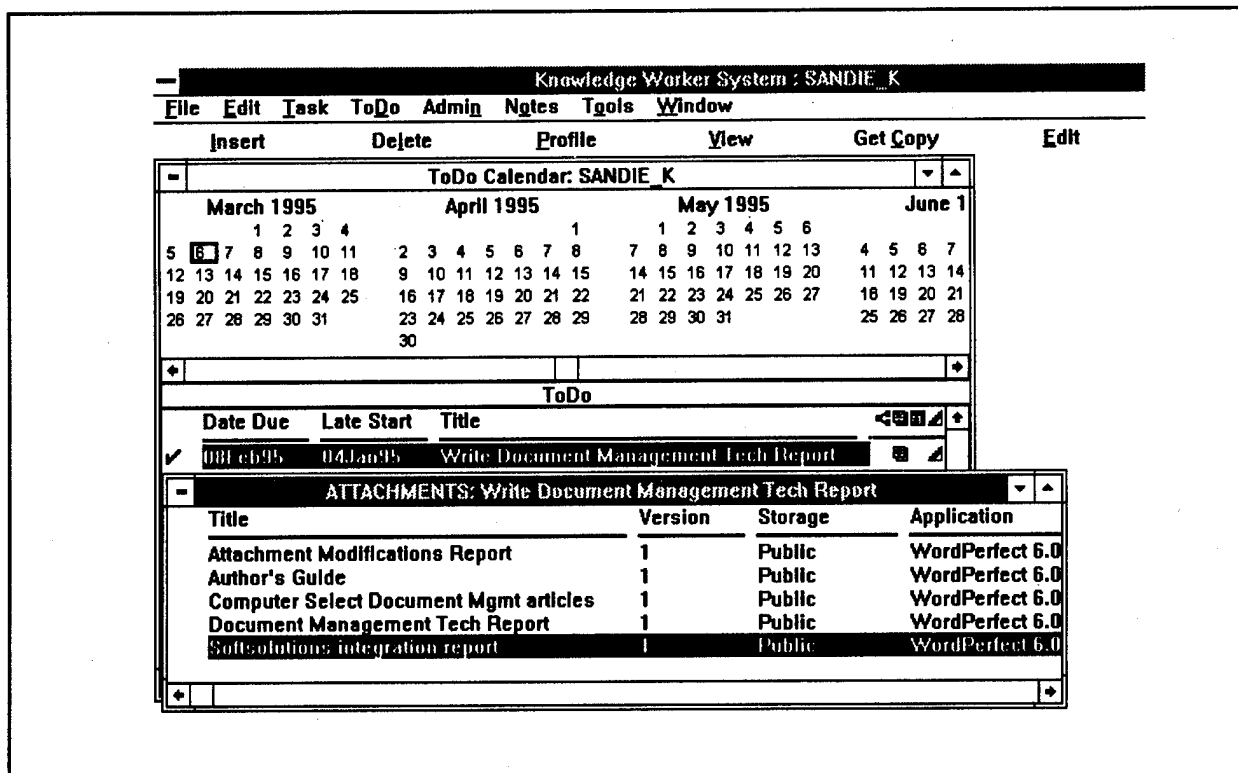 Knowledge Worker System : SANDIE_K
File Edit Task ToDo Admin Notes Tools Window
Insert Delete Profile View Get Copy Edit
ToDo Calendar: SANDIE_K
March 1995 April 1995 May 1995 June 1
1 2 3 4 1 1 2 3 4 5 6
5 6 7 8 9 10 11 2 3 4 5 6 7 8 7 8 9 10 11 12 13 4 5 6 7
12 13 14 15 16 17 18 9 10 11 12 13 14 15 14 15 16 17 18 19 20 11 12 13 14
19 20 21 22 23 24 25 16 17 18 19 20 21 22 21 22 23 24 25 26 27 18 19 20 21
26 27 28 29 30 31 23 24 25 26 27 28 29 28 29 30 31 25 26 27 28
30
ToDo
Date Due Late Start Title
08Feb95 04Jan95 Write Document Management Tech Report
ATTACHMENTS: Write Document Management Tech Report
Title Version Storage Application
Attachment Modifications Report 1 Public WordPerfect 6.0
Author's Guide 1 Public WordPerfect 6.0
Computer Select Document Mgmt articles 1 Public WordPerfect 6.0
Document Management Tech Report 1 Public WordPerfect 6.0
Softsolutions integration report 1 Public WordPerfect 6.0